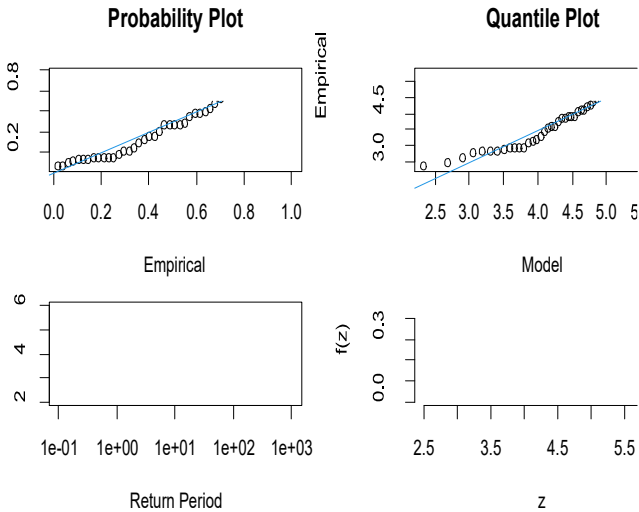 Probability Plot
0.2 0.8
0.0 0.2 0.4 0.6 0.8 1.0
Empirical
Quantile Plot
Empirical
3.0 4.5
2.5 3.0 3.5 4.0 4.5 5.0
Model
2 4 6
1e-01 1e+00 1e+01 1e+02 1e+03
Return Period
f(z)
0.0 0.3
2.5 3.5 4.5 5.5
z